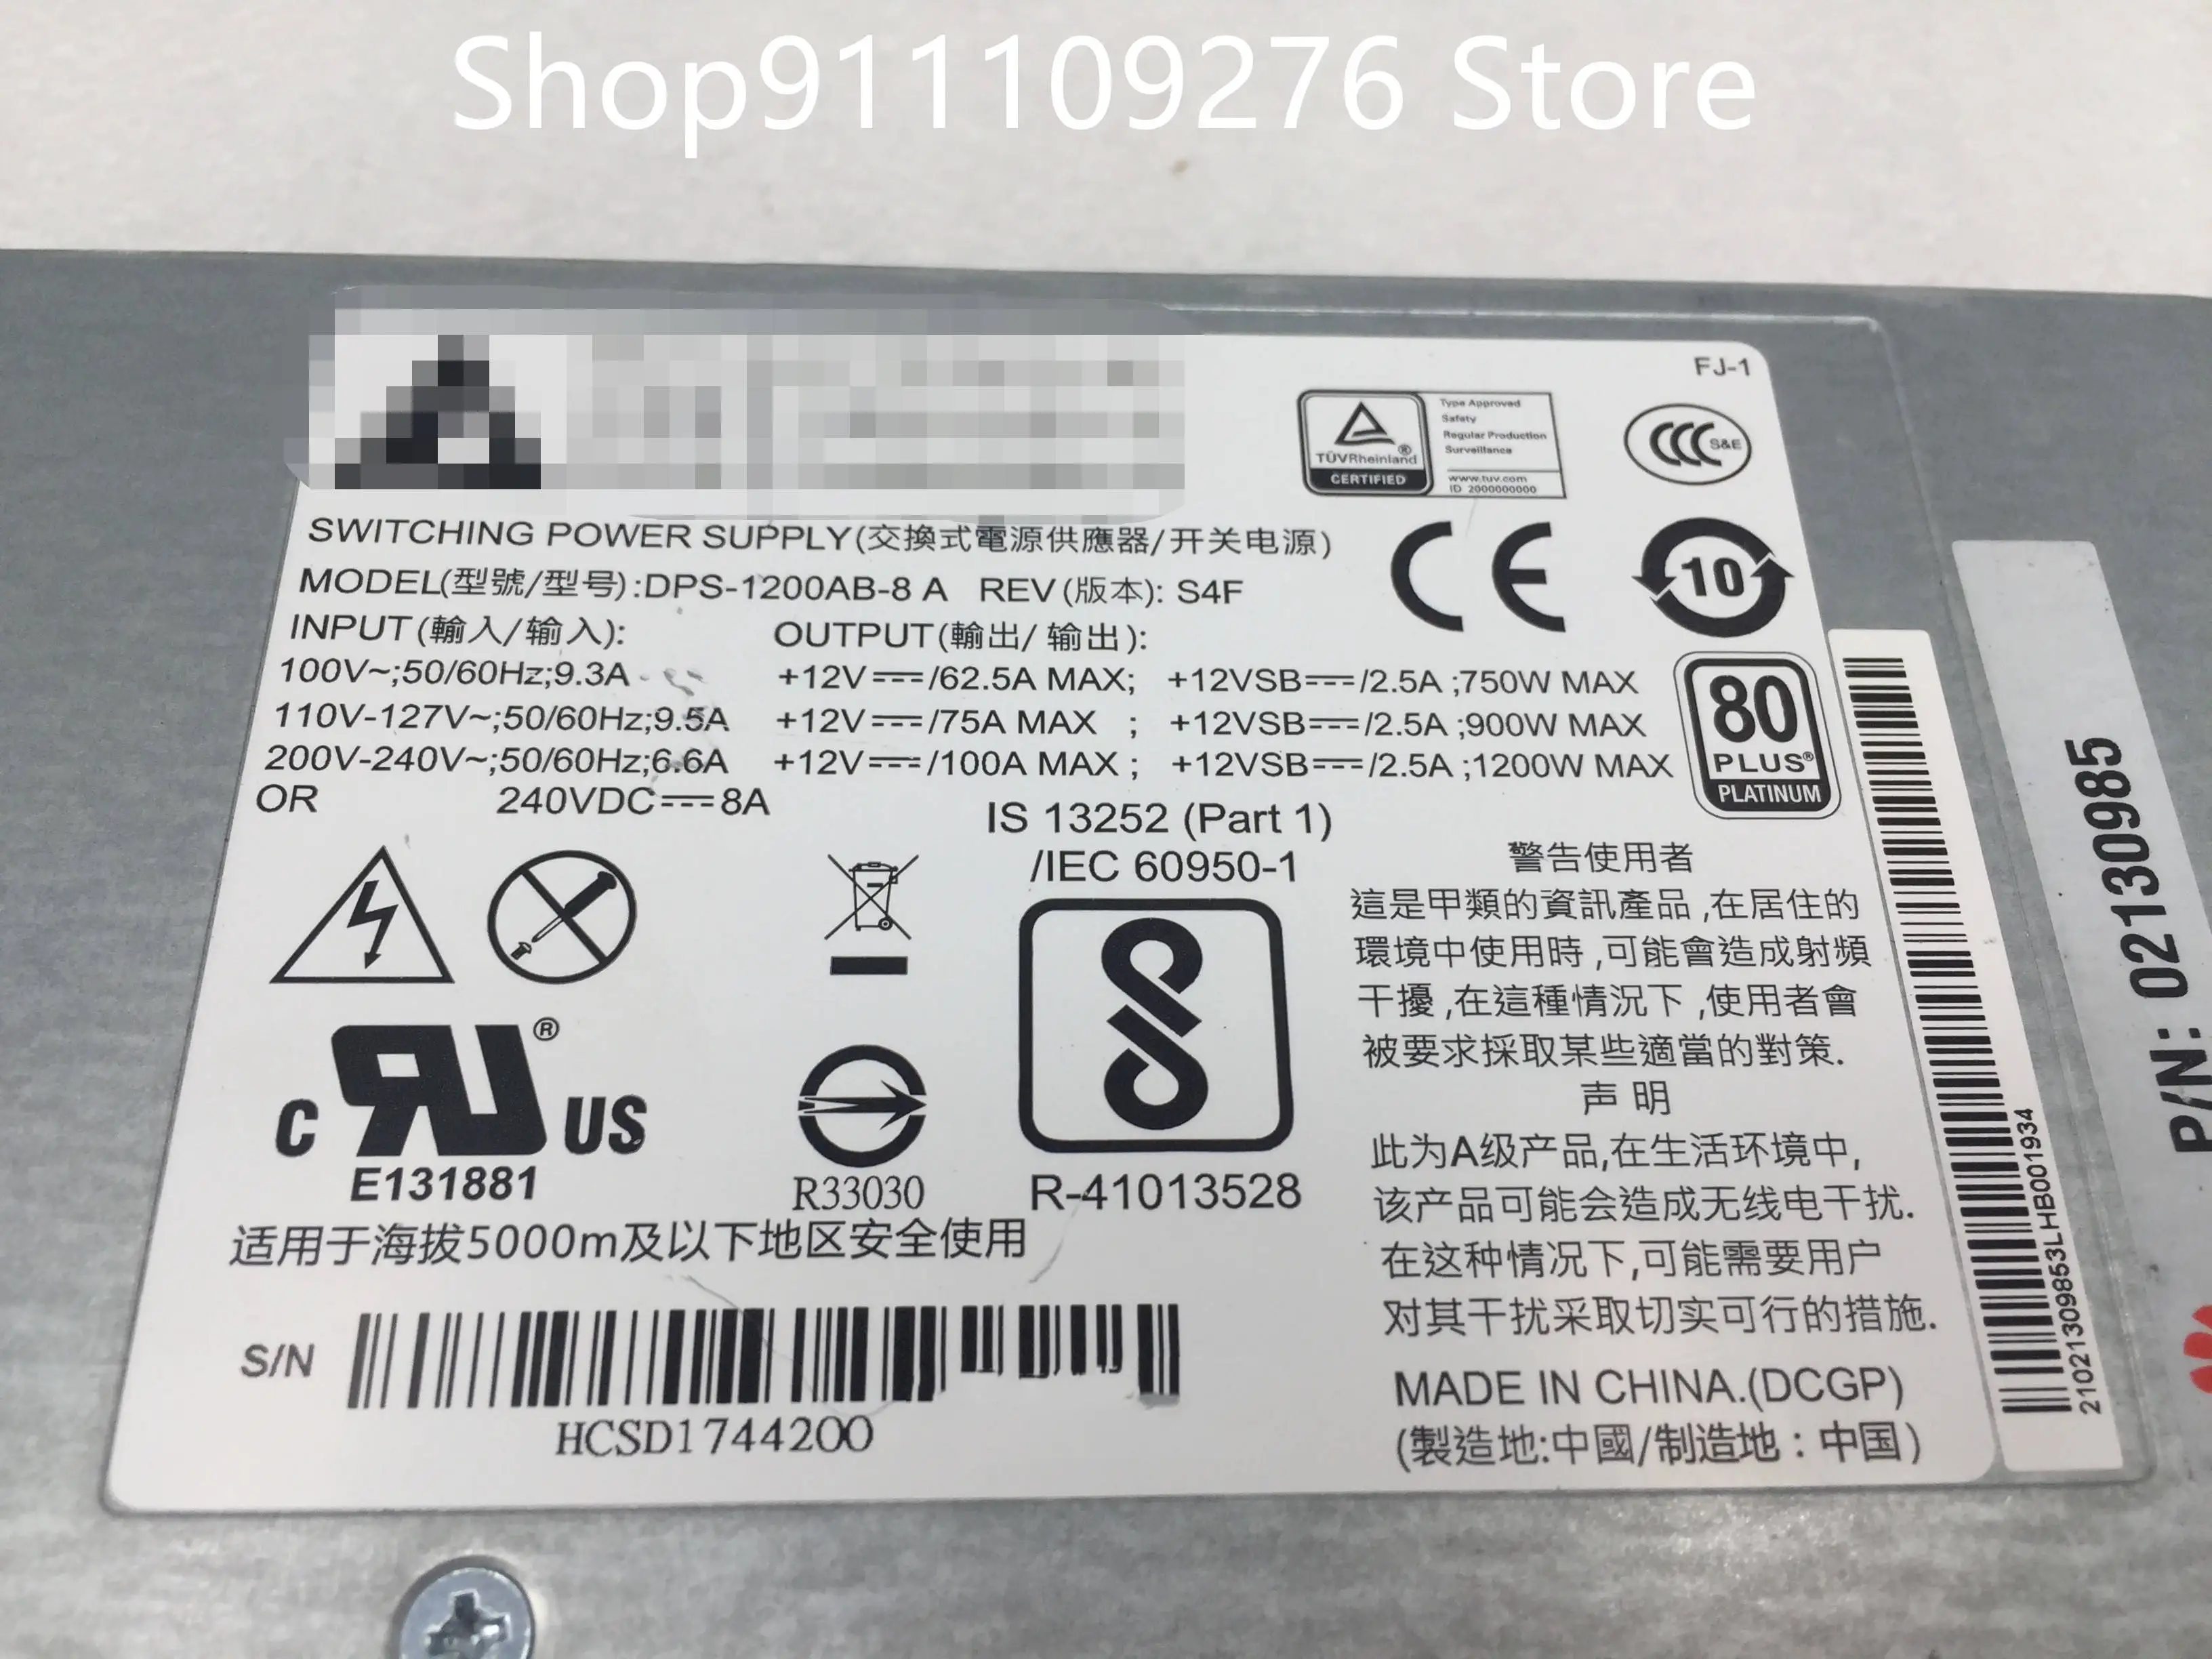 Shop911109276 Store
FJ-1
TÜVRheinland®
CERTIFIED
Type Approved
Safety
Regular Production
Surveillance
www.tuv.com
ID 2000000000
CCC S&E
SWITCHING POWER SUPPLY(交換式電源供應器/开关电源)
MODEL(型號/型号):DPS-1200AB-8 A REV(版本): S4F
CE
10
INPUT(輸入/输入): OUTPUT(輸出/输出):
100V~;50/60Hz;9.3A +12V⎓/62.5A MAX; +12VSB⎓/2.5A ;750W MAX
110V-127V~;50/60Hz;9.5A +12V⎓/75A MAX ; +12VSB⎓/2.5A ;900W MAX
200V-240V~;50/60Hz;6.6A +12V⎓/100A MAX ; +12VSB⎓/2.5A ;1200W MAX
OR 240VDC⎓8A
80
PLUS®
PLATINUM
IS 13252 (Part 1)
/IEC 60950-1
R-41013528
警告使用者
這是甲類的資訊產品,在居住的
環境中使用時,可能會造成射頻
干擾,在這種情況下,使用者會
被要求採取某些適當的對策.
声明
此为A级产品,在生活环境中,
该产品可能会造成无线电干扰.
在这种情况下,可能需要用户
对其干扰采取切实可行的措施.
C RU® US
E131881
R33030
适用于海拔5000m及以下地区安全使用
S/N
HCSD1744200
MADE IN CHINA.(DCGP)
(製造地:中國/制造地：中国)
21021309853LHB001934
P/N: 02130985